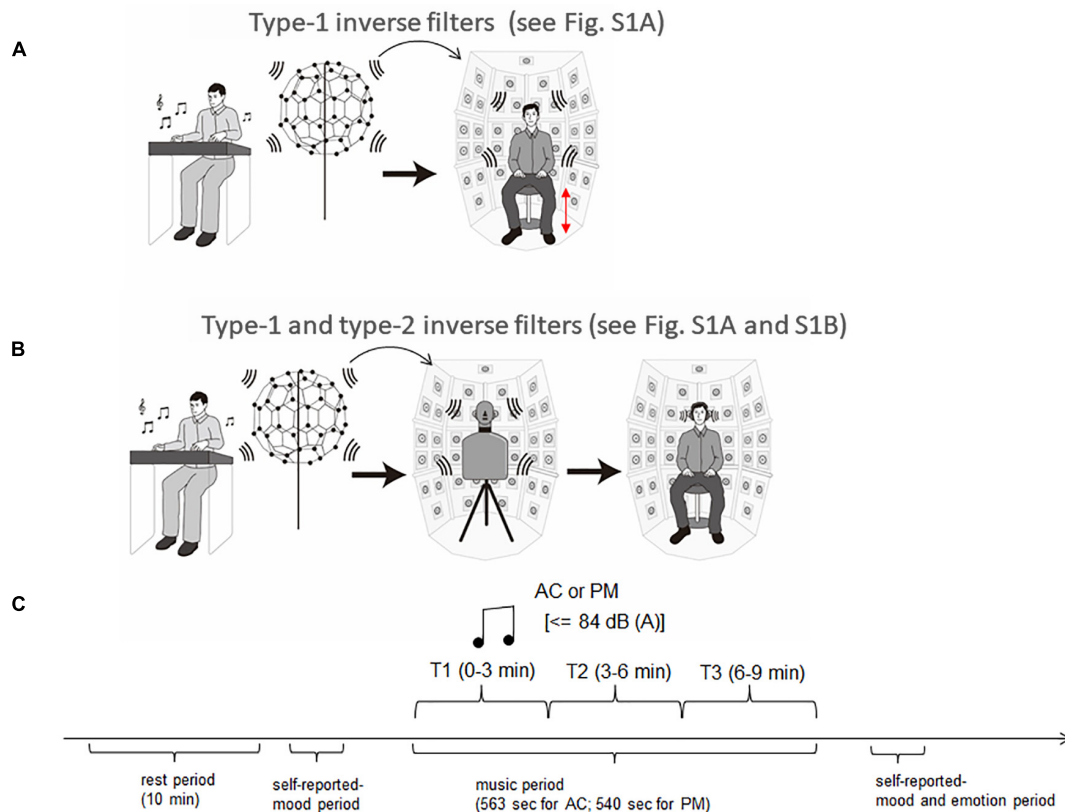 A
Type-1 inverse filters (see Fig. S1A)
B
Type-1 and type-2 inverse filters (see Fig. S1A and S1B)
C
AC or PM
[<= 84 dB (A)]
T1 (0-3 min) T2 (3-6 min) T3 (6-9 min)
rest period
(10 min)
self-reported-
mood period
music period
(563 sec for AC; 540 sec for PM)
self-reported-
mood and emotion period